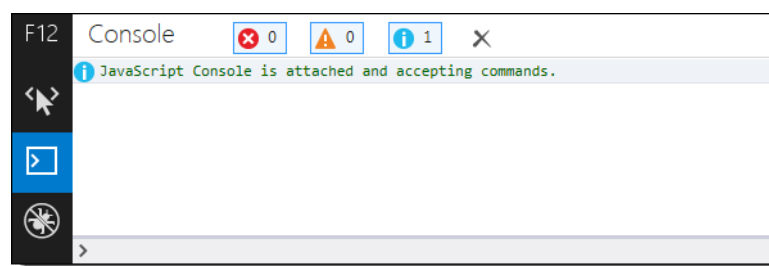 F12 Console 0 0 1
JavaScript Console is attached and accepting commands.
>